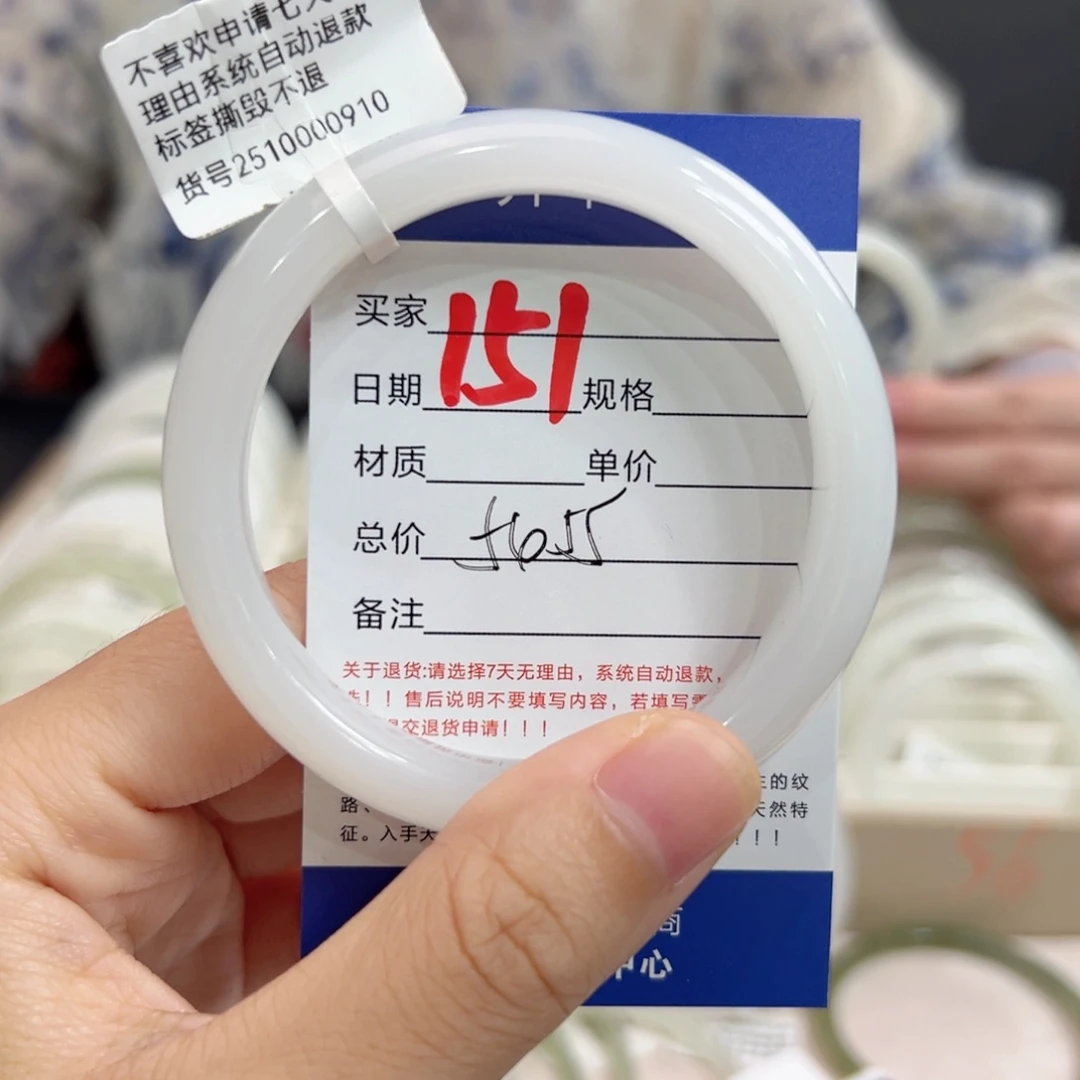 不喜欢申请七天
理由系统自动退款
标签撕毁不退
货号2510000910
买家 151
日期 规格
材质 单价
总价 5655
备注
关于退货:请选择7天无理由，系统自动退款，
！！售后说明不要填写内容，若填写
交退货申请！！！
的纹
路、 天然特
征。入手 ！！！
商
中心